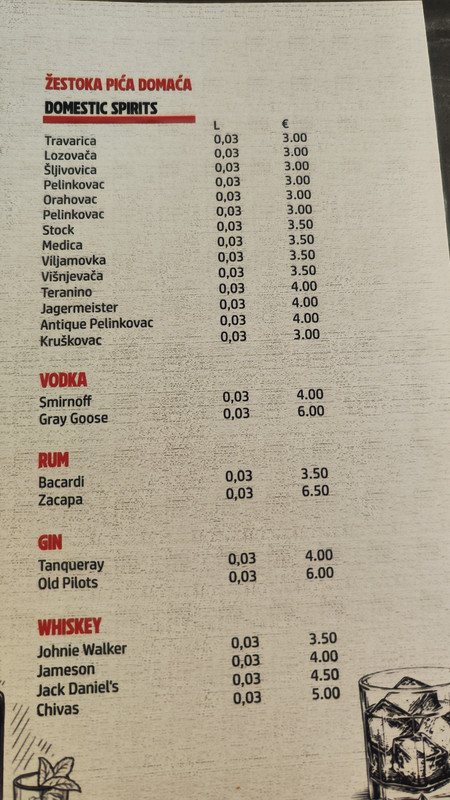 ŽESTOKA PIĆA DOMAĆA
DOMESTIC SPIRITS
L €
Travarica 0,03 3.00
Lozovača 0,03 3.00
Šljivovica 0,03 3.00
Pelinkovac 0,03 3.00
Orahovac 0,03 3.00
Pelinkovac 0,03 3.00
Stock 0,03 3.50
Medica 0,03 3.50
Viljamovka 0,03 3.50
Višnjevača 0,03 3.50
Teranino 0,03 4.00
Jagermeister 0,03 4.00
Antique Pelinkovac 0,03 4.00
Kruškovac 0,03 3.00
VODKA
Smirnoff 0,03 4.00
Gray Goose 0,03 6.00
RUM
Bacardi 0,03 3.50
Zacapa 0,03 6.50
GIN
Tanqueray 0,03 4.00
Old Pilots 0,03 6.00
WHISKEY
Johnie Walker 0,03 3.50
Jameson 0,03 4.00
Jack Daniel's 0,03 4.50
Chivas 0,03 5.00